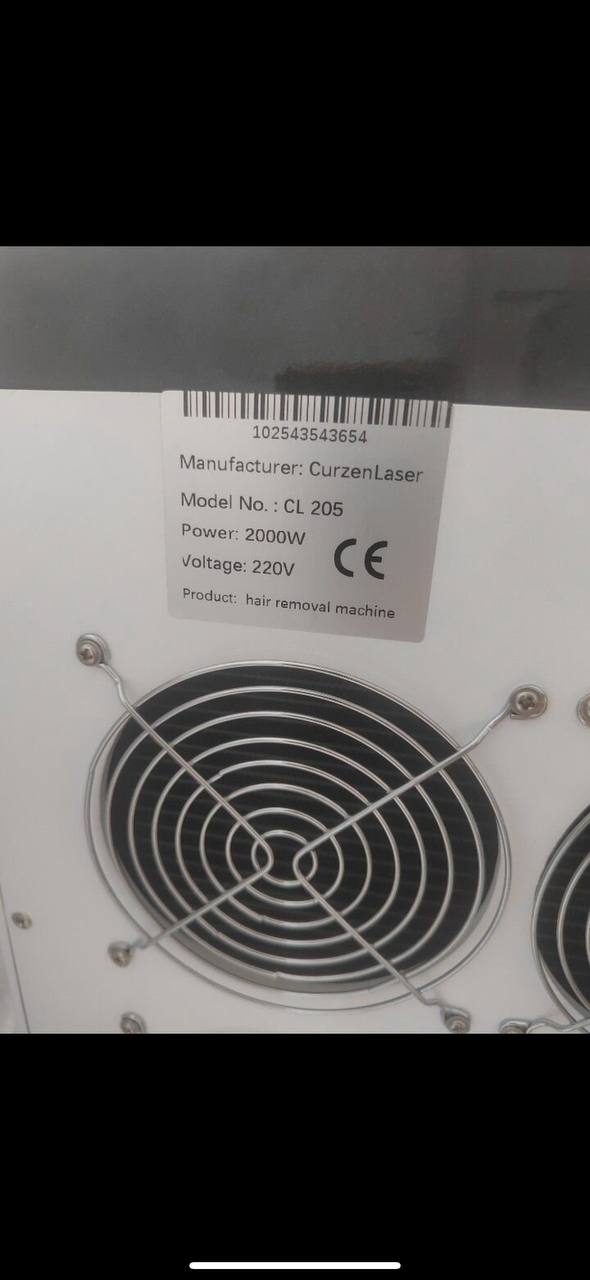 102543543654
Manufacturer: CurzenLaser
Model No. : CL 205
Power: 2000W
Voltage: 220V
CE
Product: hair removal machine